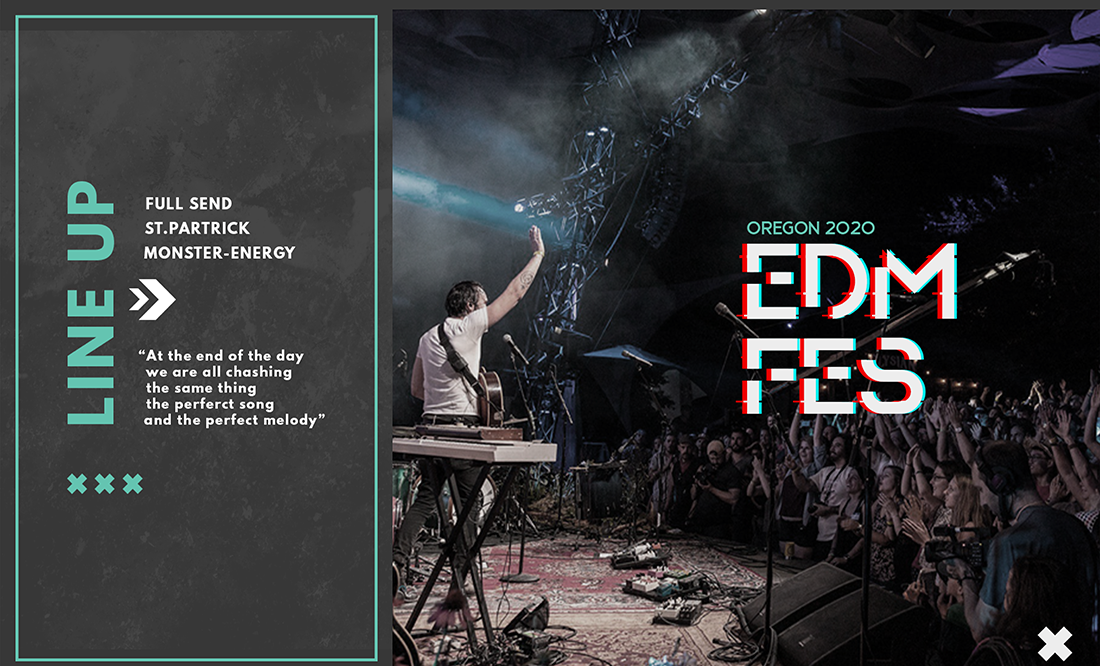 LINE UP
FULL SEND
ST.PARTRICK
MONSTER-ENERGY
“At the end of the day
we are all chashing
the same thing
the perferct song
and the perfect melody”
OREGON 2020
EDM
FES